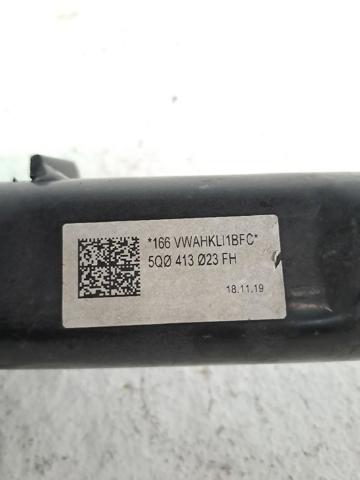 *166 VWAHKLI1BFC*
5QØ 413 Ø23 FH
18.11.19